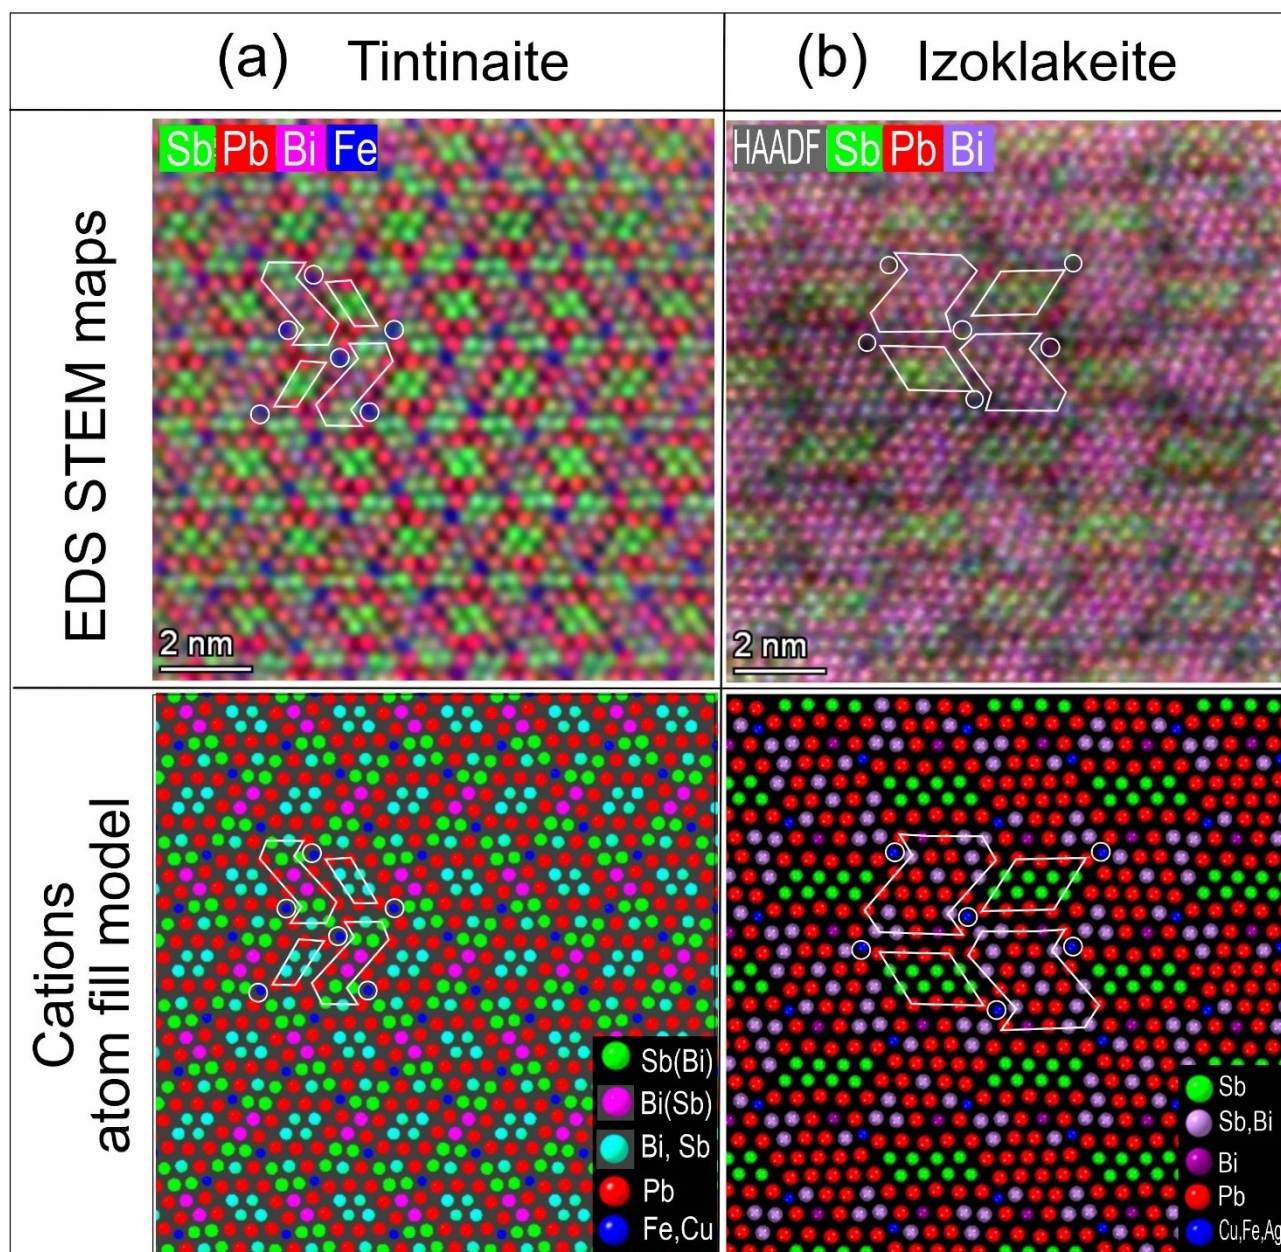 (a) Tintinaite
(b) Izoklakeite
EDS STEM maps
Sb Pb Bi Fe
2 nm
HAADF Sb Pb Bi
2 nm
Cations
atom fill model
Sb(Bi)
Bi(Sb)
Bi, Sb
Pb
Fe,Cu
Sb
Sb,Bi
Bi
Pb
Cu,Fe,Ag